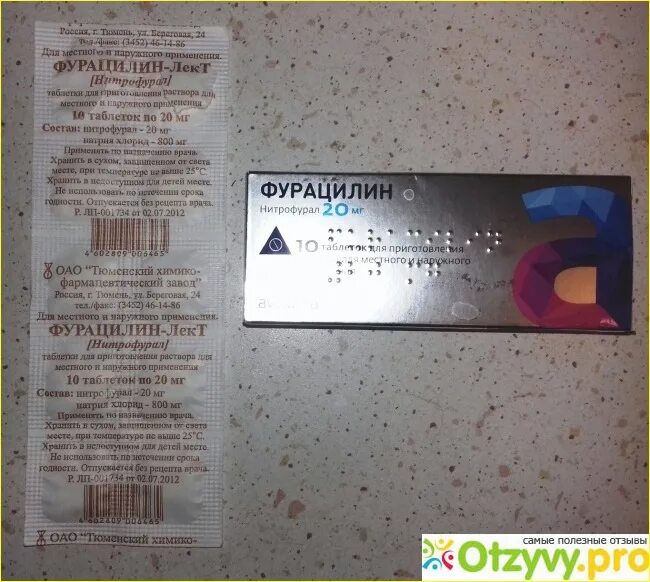 Россия, г. Тюмень, ул. Береговая, 24
Тел./факс: (3452) 46-14-86
Для местного и наружного применения.
ФУРАЦИЛИН-ЛекТ
[Нитрофурал]
таблетки для приготовления раствора для
местного и наружного применения
10 таблеток по 20 мг
Состав: нитрофурал - 20 мг
натрия хлорид - 800 мг
Применять по назначению врача.
Хранить в сухом, защищенном от света
месте, при температуре не выше 25°С.
Хранить в недоступном для детей месте.
Не использовать по истечении срока
годности. Отпускается без рецепта врача.
Р. ЛП-001734 от 02.07.2012
4 602809 006465
ОАО "Тюменский химико-
фармацевтический завод"
Россия, г. Тюмень, ул. Береговая, 24
тел./факс: (3452) 46-14-86
Для местного и наружного применения.
ФУРАЦИЛИН-ЛекТ
[Нитрофурал]
таблетки для приготовления раствора для
местного и наружного применения
10 таблеток по 20 мг
Состав: нитрофурал - 20 мг
натрия хлорид - 800 мг
Применять по назначению врача.
Хранить в сухом, защищенном от света
месте, при температуре не выше 25°С.
Хранить в недоступном для детей месте.
Не использовать по истечении срока
годности. Отпускается без рецепта врача.
Р. ЛП-001734 от 02.07.2012
4 602809 006465
ОАО "Тюменский химико-
ФУРАЦИЛИН
Нитрофурал 20 мг
10 таблеток для приготовления
местного и наружного
a
самые полезные отзывы
Otzyvy.pro